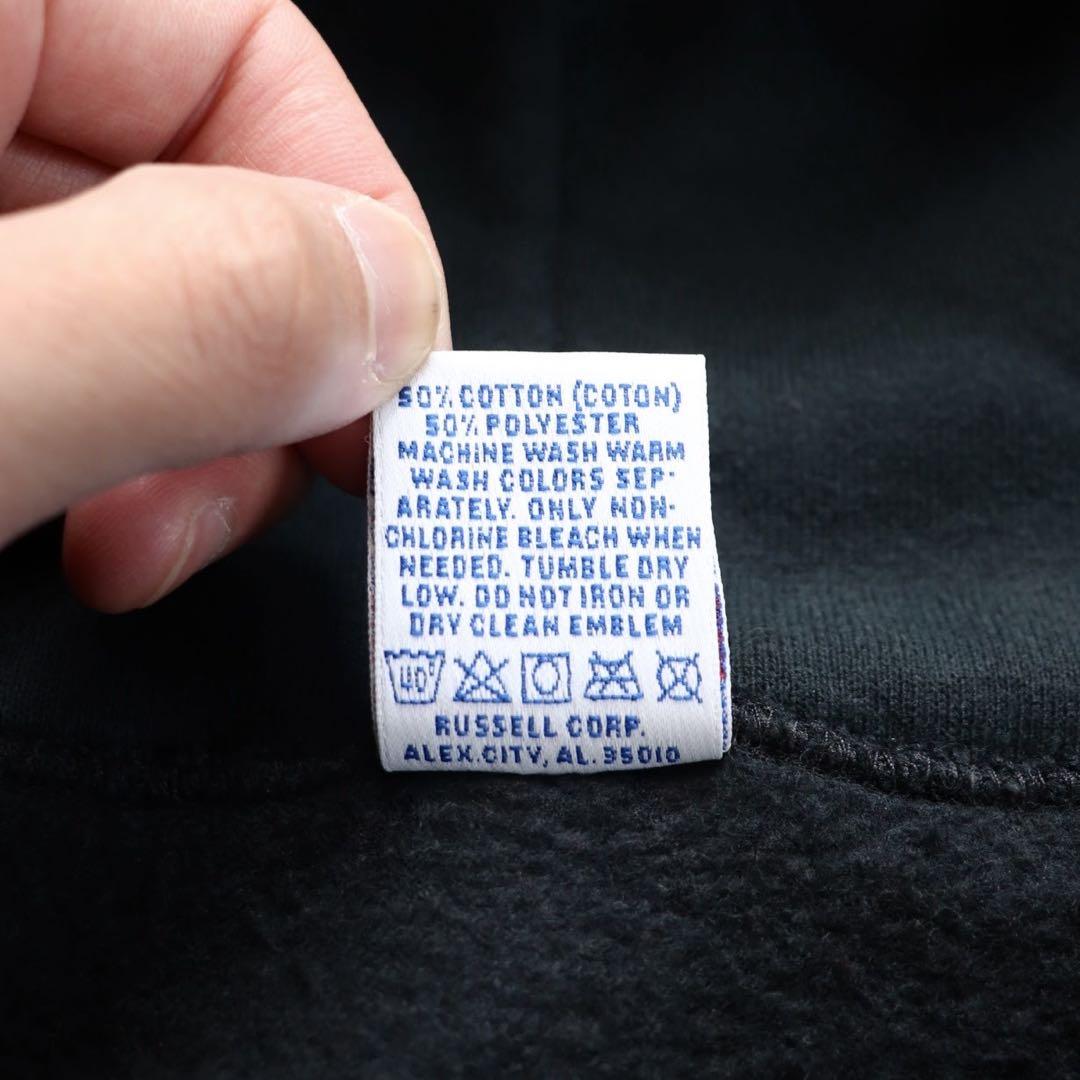 50% COTTON (COTON)
50% POLYESTER
MACHINE WASH WARM
WASH COLORS SEP-
ARATELY. ONLY NON-
CHLORINE BLEACH WHEN
NEEDED. TUMBLE DRY
LOW. DO NOT IRON OR
DRY CLEAN EMBLEM
40°
RUSSELL CORP.
ALEX.CITY, AL. 35010